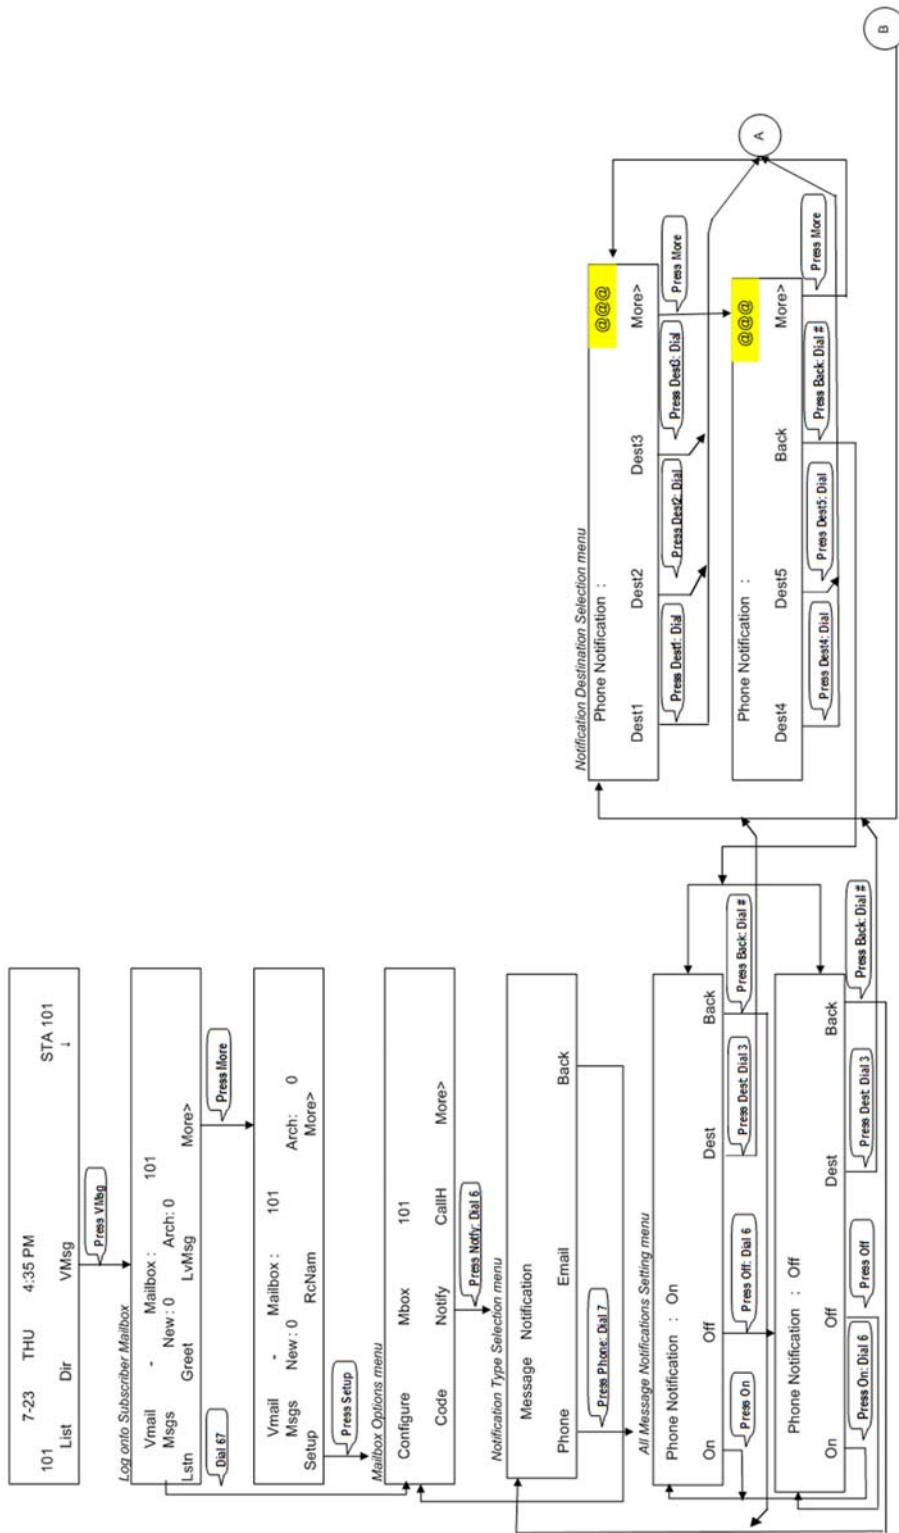 101 7-23 THU 4:35 PM STA 101
List Dir VMsg ↓
Press VMsg
Log onto Subscriber Mailbox
Vmail - Mailbox : 101
Msgs New : 0 Arch: 0
Lstn Greet LvMsg More>
Dial 67
Press More
Vmail - Mailbox : 101
Msgs New : 0 Arch: 0
Setup RcNam More>
Press Setup
Mailbox Options menu
Configure Mbox 101
Code Notify CallH More>
Press Notfy: Dial 6
Notification Type Selection menu
Message Notification
Phone Email Back
Press Phone: Dial 7
All Message Notifications Setting menu
Phone Notification : On
On Off Dest Back
Press On
Press Off: Dial 6
Press Dest: Dial 3
Press Back: Dial #
Phone Notification : Off
On Off Dest Back
Press On: Dial 6
Press Off
Press Dest: Dial 3
Press Back: Dial #
Notification Destination Selection menu
Phone Notification : @@@
Dest1 Dest2 Dest3 More>
Press Dest1: Dial
Press Dest2: Dial
Press Dest3: Dial
Press More
Phone Notification : @@@
Dest4 Dest5 Back More>
Press Dest4: Dial
Press Dest5: Dial
Press Back: Dial #
Press More
A
B